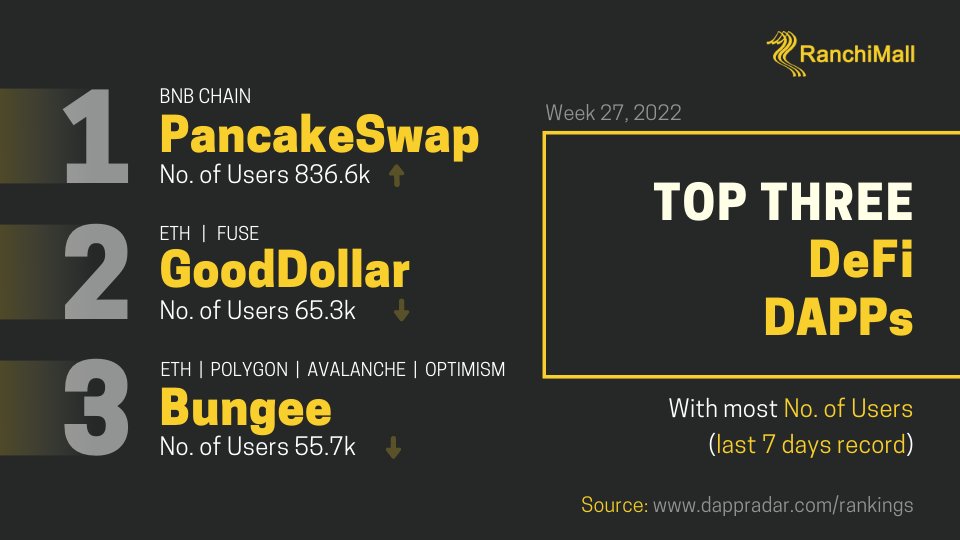 RanchiMall
Week 27, 2022
TOP THREE
DeFi
DAPPs
With most No. of Users
(last 7 days record)
Source: www.dappradar.com/rankings
1
BNB CHAIN
PancakeSwap
No. of Users 836.6k
2
ETH | FUSE
GoodDollar
No. of Users 65.3k
3
ETH | POLYGON | AVALANCHE | OPTIMISM
Bungee
No. of Users 55.7k